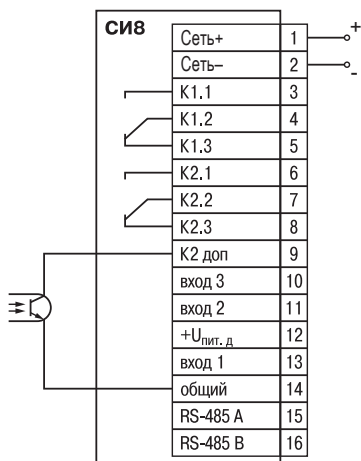 СИ8
Сеть+ 1 +
Сеть– 2 -
К1.1 3
К1.2 4
К1.3 5
К2.1 6
К2.2 7
К2.3 8
К2 доп 9
вход 3 10
вход 2 11
+Uпит. д 12
вход 1 13
общий 14
RS-485 A 15
RS-485 B 16